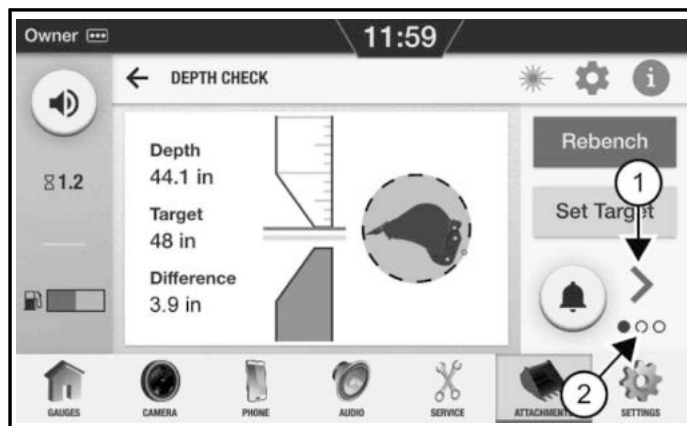 Owner
11:59
DEPTH CHECK
i
Depth
44.1 in
Target
48 in
Difference
3.9 in
1.2
Rebench
1
Set Target
2
GAUGES
CAMERA
PHONE
AUDIO
SERVICE
ATTACHMENTS
SETTINGS